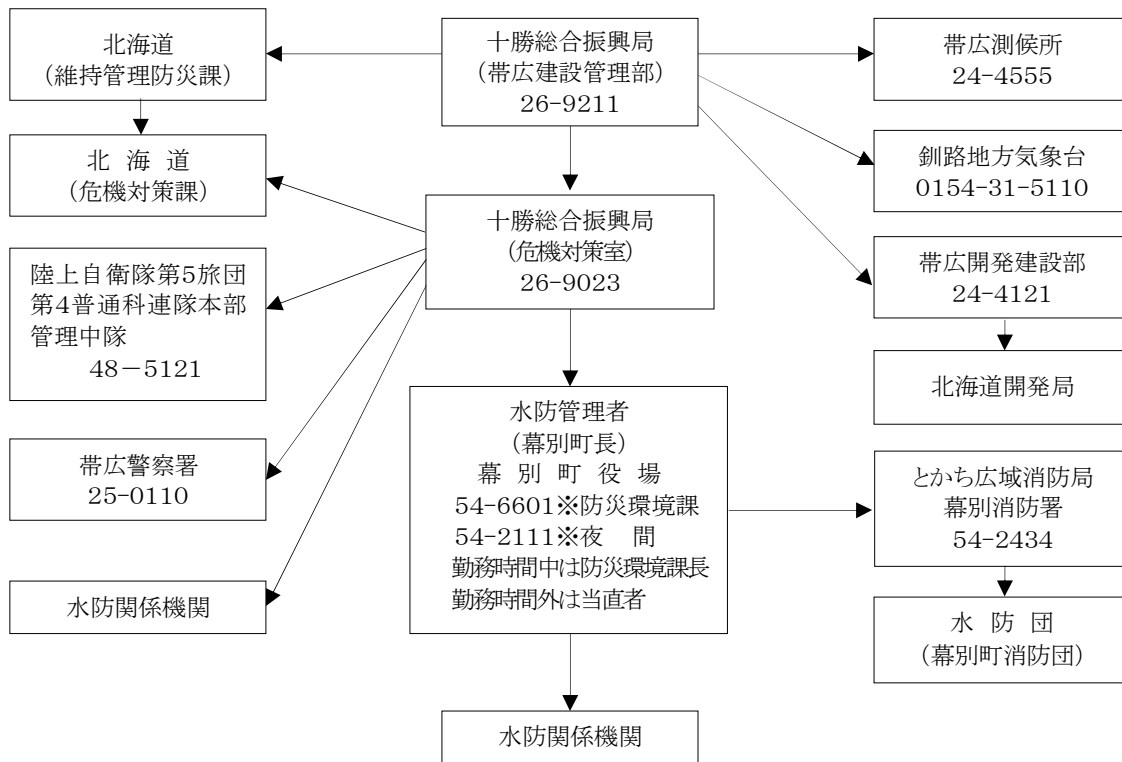 北海道
(維持管理防災課)
十勝総合振興局
(帯広建設管理部)
26-9211
帯広測候所
24-4555
北 海 道
(危機対策課)
釧路地方気象台
0154-31-5110
十勝総合振興局
(危機対策室)
26-9023
陸上自衛隊第5旅団
第4普通科連隊本部
管理中隊
48－5121
帯広開発建設部
24-4121
北海道開発局
水防管理者
(幕別町長)
幕 別 町 役 場
54-6601※防災環境課
54-2111※夜　間
勤務時間中は防災環境課長
勤務時間外は当直者
帯広警察署
25-0110
とかち広域消防局
幕別消防署
54-2434
水防関係機関
水 防 団
(幕別町消防団)
水防関係機関